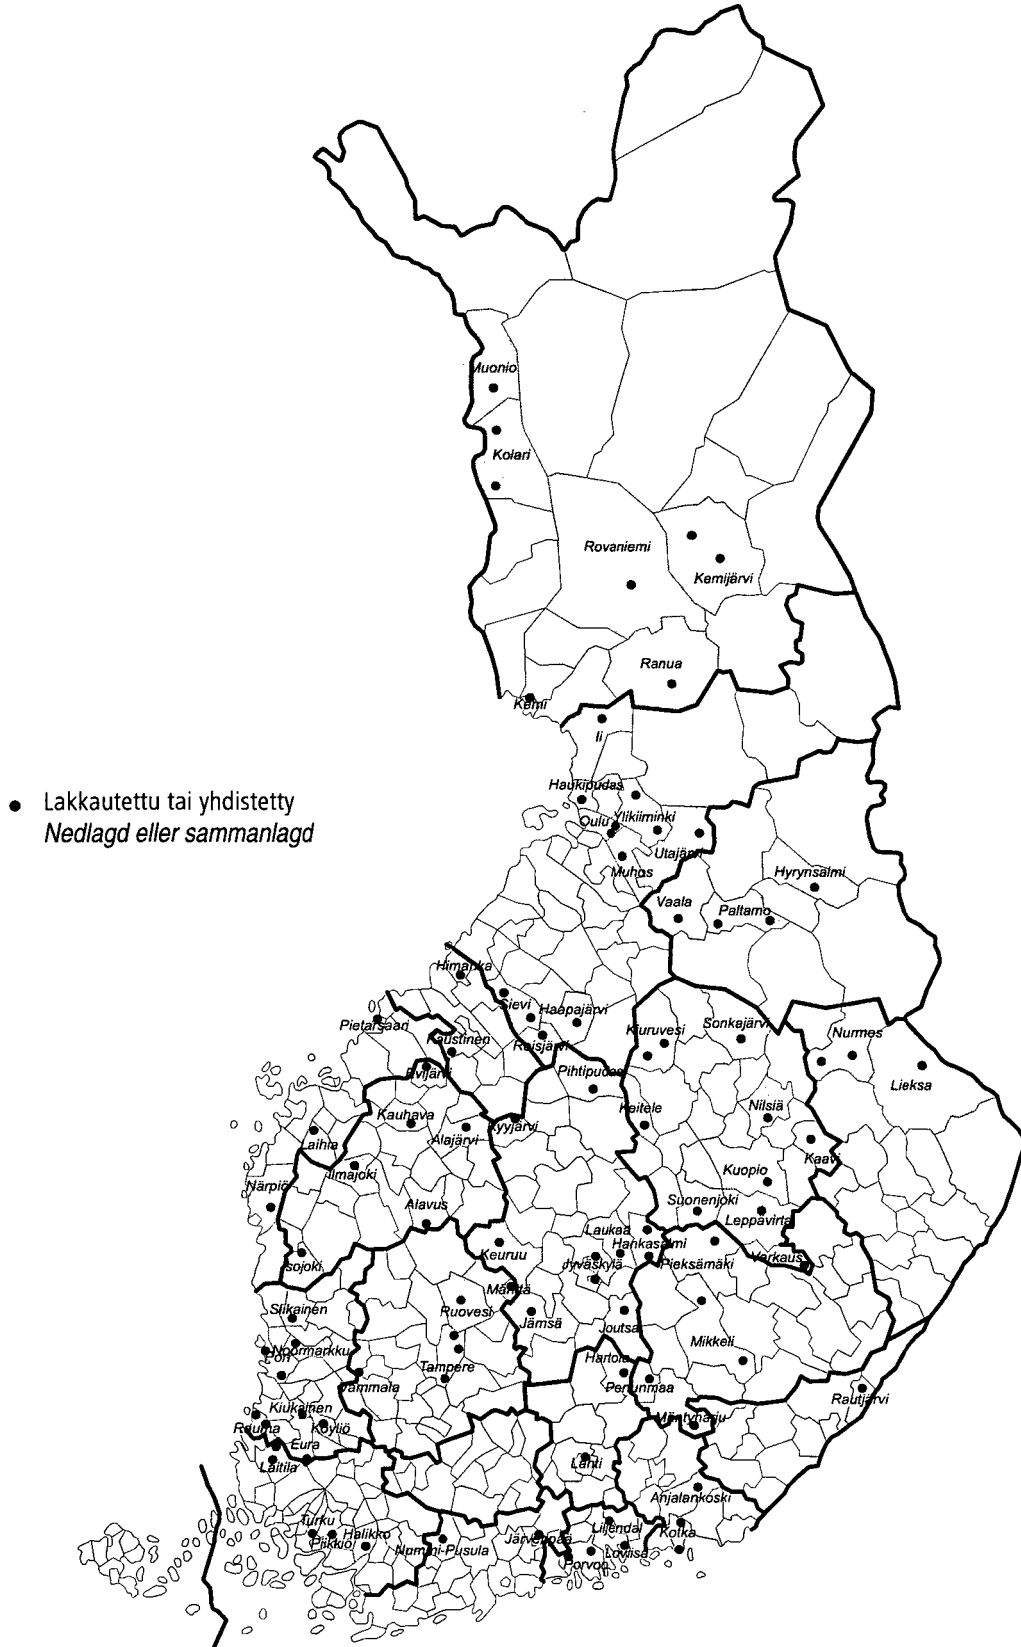 Muonio
Kolari
Rovaniemi
Kemijärvi
Ranua
Kemi
Ii
Haukipudas
Lakkautettu tai yhdistetty
Nedlagd eller sammanlagd
Oulu
Ylikiiminki
Utajärvi
Muhos
Hyrynsalmi
Vaala
Paltamo
Himanka
Sievi
Haapajärvi
Pietarsaari
Kaustinen
Reisjärvi
Kiuruvesi
Sonkajärvi
Nurmes
Lieksa
Evijärvi
Pihtipudas
Kauhava
Alajärvi
Kyyjärvi
Keitele
Nilsiä
Laihia
Kaavi
Ilmajoki
Kuopio
Närpiö
Alavus
Suonenjoki
Leppävirta
Laukaa
Hankasalmi
Keuruu
Jyväskylä
Pieksämäki
Varkaus
Isojoki
Mänttä
Siikainen
Ruovesi
Jämsä
Joutsa
Noormarkku
Pori
Mikkeli
Hartola
Tampere
Vammala
Pertunmaa
Rautjärvi
Kiukainen
Rauma
Köyliö
Mäntyharju
Eura
Laitila
Lahti
Anjalankoski
Turku
Halikko
Piikkiö
Nummi-Pusula
Järvenpää
Liljendal
Kotka
Loviisa
Porvoo